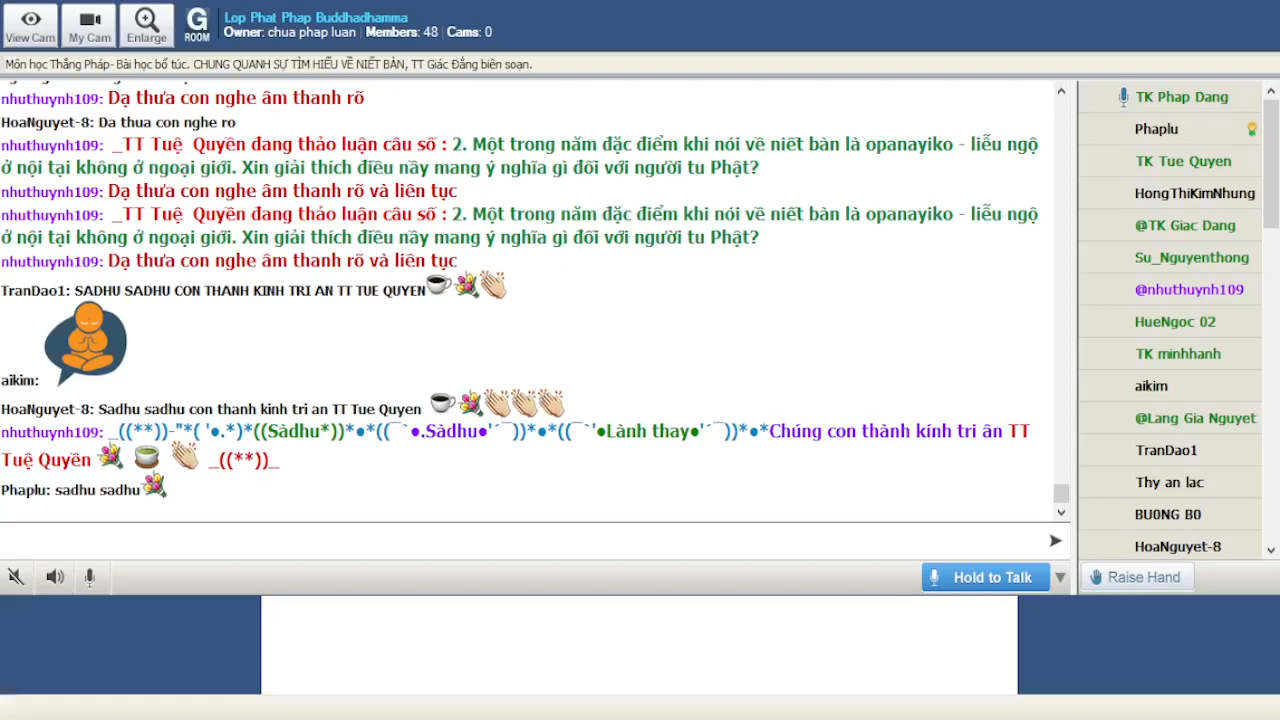 View Cam
My Cam
Enlarge
G
ROOM
Lop Phat Phap Buddhadhamma
Owner: chua phap luan | Members: 48 | Cams: 0
Môn học Thắng Pháp- Bài học bổ túc. CHUNG QUANH SỰ TÌM HIỂU VỀ NIẾT BÀN, TT Giác Đẳng biên soạn.
nhuthuynh109: Dạ thưa con nghe âm thanh rõ
HoaNguyet-8: Da thua con nghe ro
nhuthuynh109: _TT Tuệ Quyền đang thảo luận câu số : 2. Một trong năm đặc điểm khi nói về niết bàn là opanayiko - liễu ngộ
ở nội tại không ở ngoại giới. Xin giải thích điều nầy mang ý nghĩa gì đối với người tu Phật?
nhuthuynh109: Dạ thưa con nghe âm thanh rõ và liên tục
nhuthuynh109: _TT Tuệ Quyền đang thảo luận câu số : 2. Một trong năm đặc điểm khi nói về niết bàn là opanayiko - liễu ngộ
ở nội tại không ở ngoại giới. Xin giải thích điều nầy mang ý nghĩa gì đối với người tu Phật?
nhuthuynh109: Dạ thưa con nghe âm thanh rõ và liên tục
TranDao1: SADHU SADHU CON THANH KINH TRI AN TT TUE QUYEN
aikim:
HoaNguyet-8: Sadhu sadhu con thanh kinh tri an TT Tue Quyen
nhuthuynh109: _((**))-"*( '●.*)*((Sàdhu*))*●*((¯`●.Sàdhu●'´¯))*●*((¯`'●Lành thay●'´¯))*●*Chúng con thành kính tri ân TT
Tuệ Quyền _((**))_
Phaplu: sadhu sadhu
TK Phap Dang
Phaplu
TK Tue Quyen
HongThiKimNhung
@TK Giac Dang
Su_Nguyenthong
@nhuthuynh109
HueNgoc 02
TK minhhanh
aikim
@Lang Gia Nguyet
TranDao1
Thy an lac
BU0NG B0
HoaNguyet-8
Hold to Talk
Raise Hand